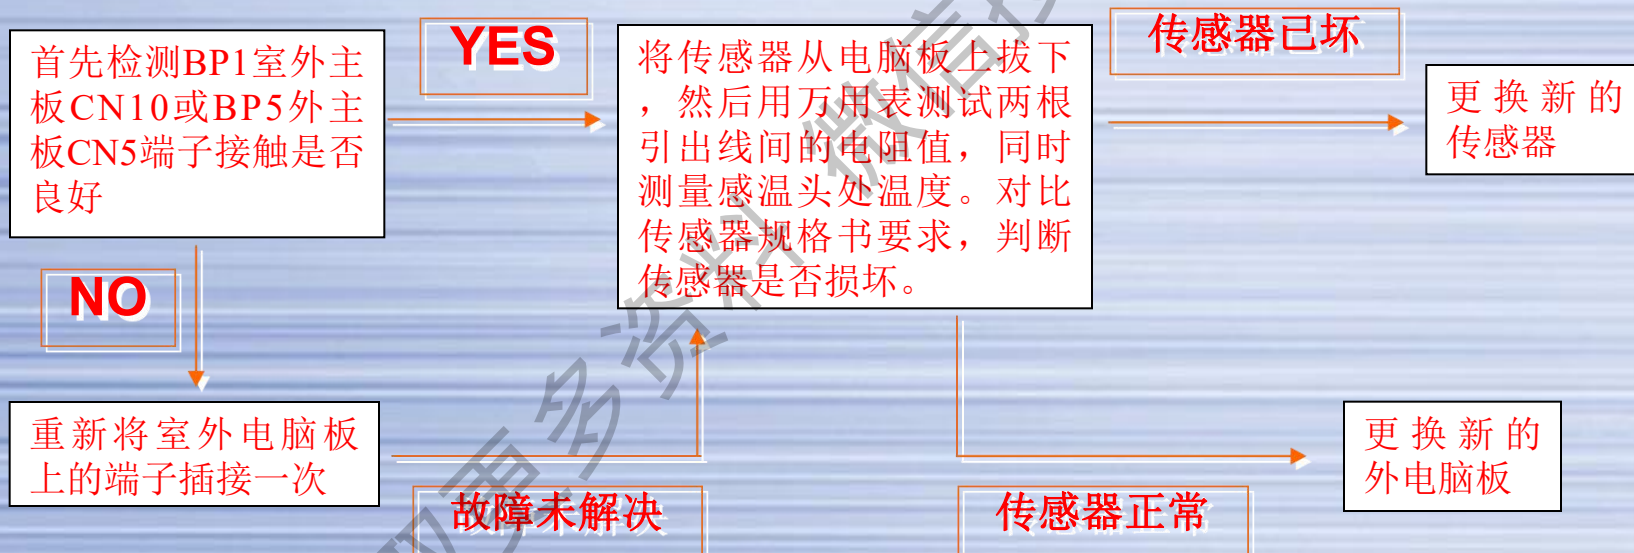 首先检测BP1室外主
板CN10或BP5外主
板CN5端子接触是否
良好
YES
将传感器从电脑板上拔下
，然后用万用表测试两根
引出线间的电阻值，同时
测量感温头处温度。对比
传感器规格书要求，判断
传感器是否损坏。
传感器已坏
更换新的
传感器
NO
重新将室外电脑板
上的端子插接一次
故障未解决
传感器正常
更换新的
外电脑板
更多资料 微信